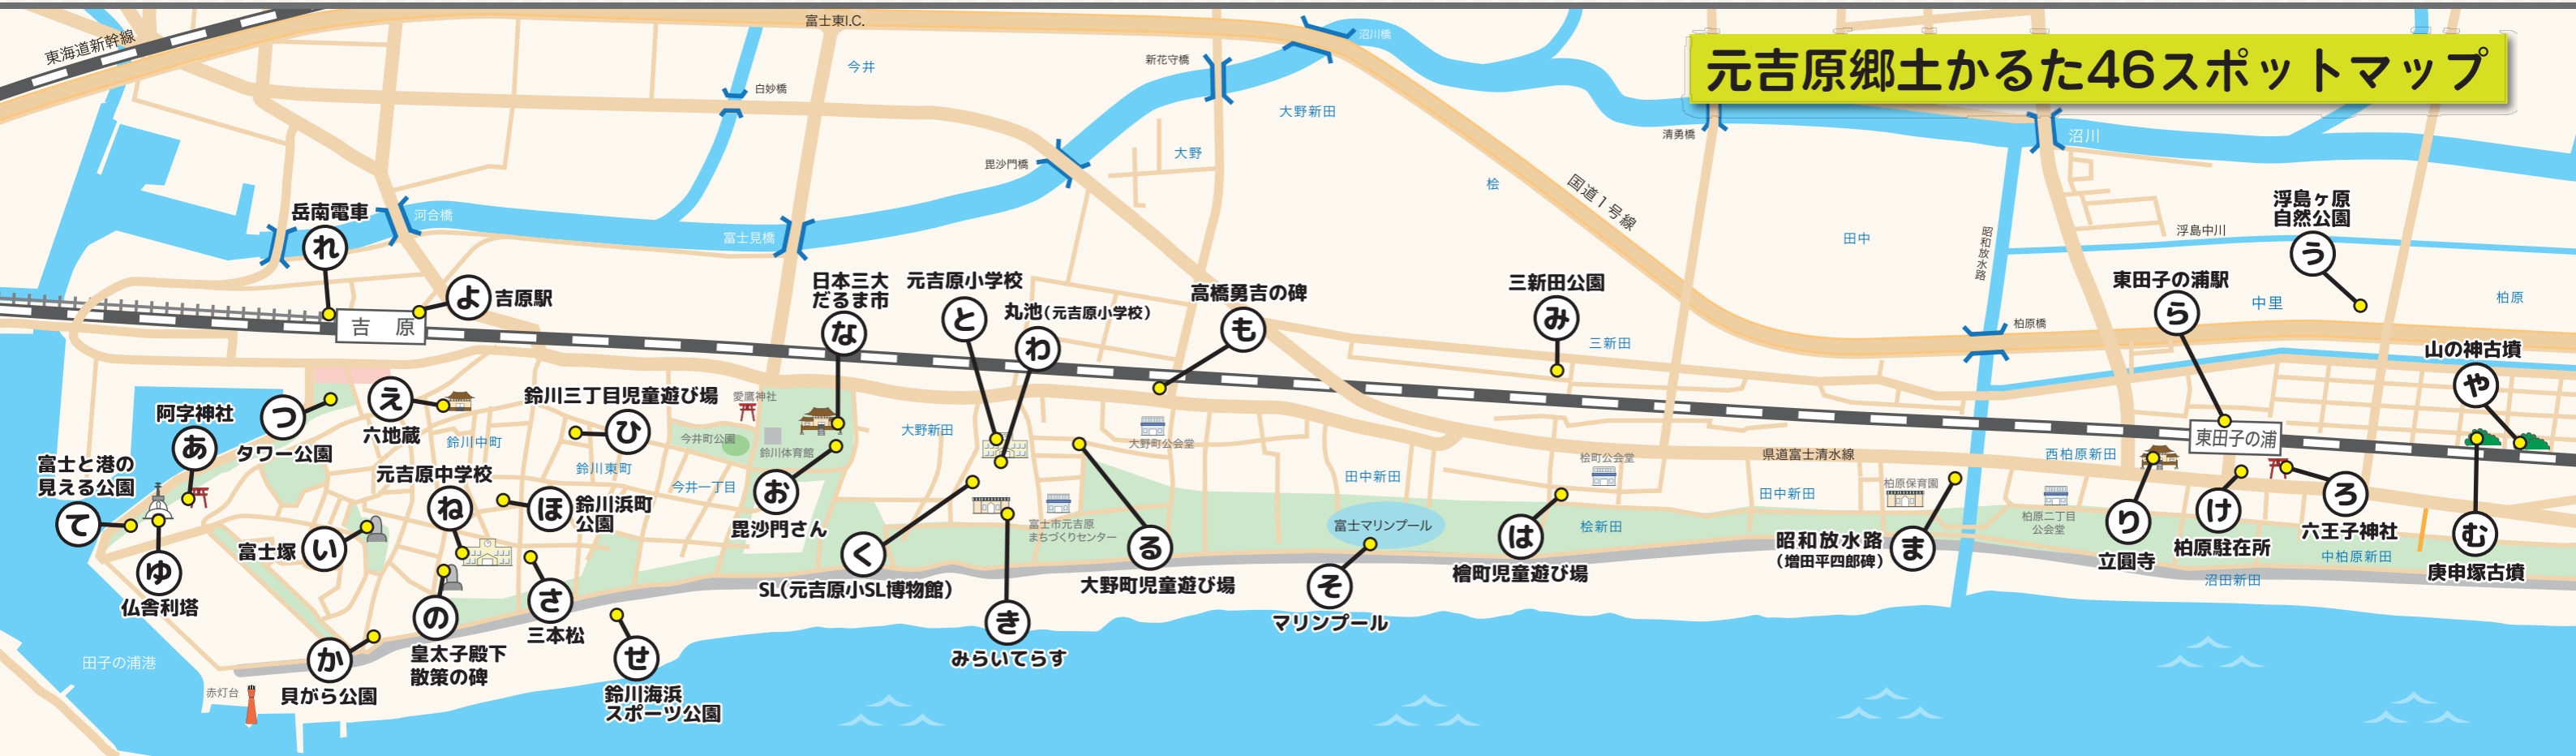 元吉原郷土かるた46スポットマップ
東海道新幹線
富士東I.C.
今井
白妙橋
新花守橋
沼川橋
大野新田
大野
毘沙門橋
清勇橋
沼川
桧
国道1号線
田中
昭和放水路
浮島中川
浮島ヶ原
自然公園
う
中里
柏原
河合橋
富士見橋
岳南電車
れ
よ
吉原駅
吉 原
日本三大
だるま市
な
元吉原小学校
と
丸池(元吉原小学校)
わ
高橋勇吉の碑
も
三新田公園
み
三新田
柏原橋
東田子の浦駅
ら
東田子の浦
山の神古墳
や
阿字神社
あ
つ
タワー公園
え
六地蔵
鈴川中町
鈴川三丁目児童遊び場
ひ
鈴川東町
愛鷹神社
今井町公園
鈴川体育館
今井一丁目
お
毘沙門さん
大野新田
大野町公会堂
田中新田
桧町公会堂
県道富士清水線
田中新田
柏原保育園
西柏原新田
柏原二丁目
公会堂
富士と港の
見える公園
て
ゆ
仏舎利塔
富士塚
い
元吉原中学校
ね
ほ
鈴川浜町
公園
く
SL(元吉原小SL博物館)
富士市元吉原
まちづくりセンター
る
大野町児童遊び場
富士マリンプール
そ
マリンプール
は
檜町児童遊び場
桧新田
昭和放水路
(増田平四郎碑)
ま
り
立圓寺
け
柏原駐在所
ろ
六王子神社
中柏原新田
沼田新田
む
庚申塚古墳
の
皇太子殿下
散策の碑
さ
三本松
せ
鈴川海浜
スポーツ公園
き
みらいてらす
か
貝がら公園
赤灯台
田子の浦港